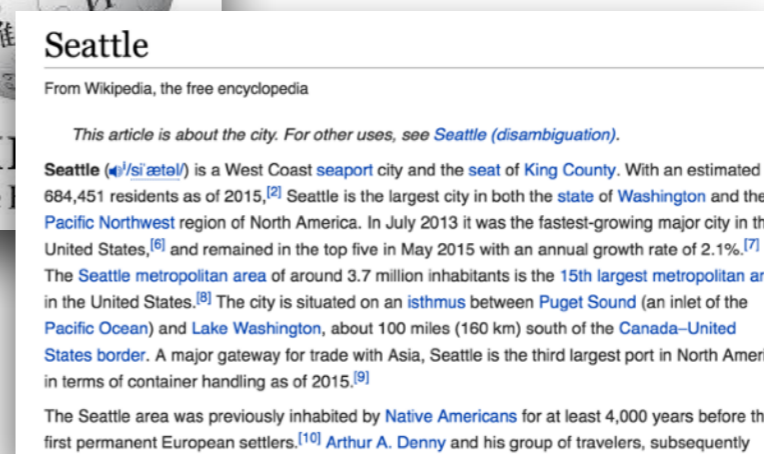 Seattle
From Wikipedia, the free encyclopedia
This article is about the city. For other uses, see Seattle (disambiguation).
Seattle (/siˈætəl/) is a West Coast seaport city and the seat of King County. With an estimated
684,451 residents as of 2015,[2] Seattle is the largest city in both the state of Washington and the
Pacific Northwest region of North America. In July 2013 it was the fastest-growing major city in th
United States,[6] and remained in the top five in May 2015 with an annual growth rate of 2.1%.[7]
The Seattle metropolitan area of around 3.7 million inhabitants is the 15th largest metropolitan ar
in the United States.[8] The city is situated on an isthmus between Puget Sound (an inlet of the
Pacific Ocean) and Lake Washington, about 100 miles (160 km) south of the Canada–United
States border. A major gateway for trade with Asia, Seattle is the third largest port in North Ameri
in terms of container handling as of 2015.[9]
The Seattle area was previously inhabited by Native Americans for at least 4,000 years before th
first permanent European settlers.[10] Arthur A. Denny and his group of travelers, subsequently